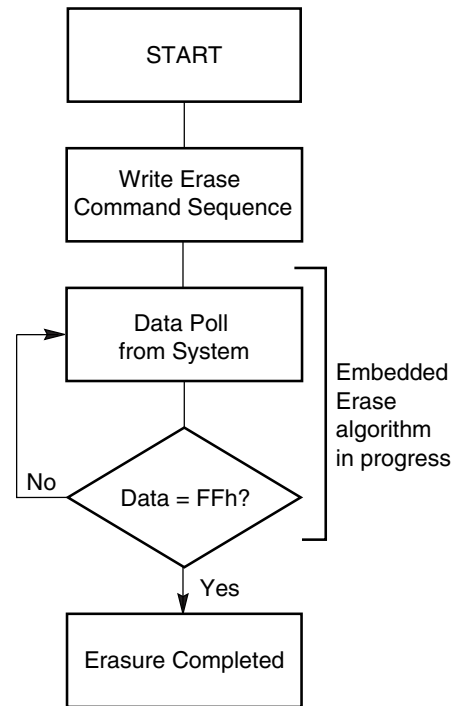 START
Write Erase
Command Sequence
Data Poll
from System
Embedded
Erase
algorithm
in progress
No
Data = FFh?
Yes
Erasure Completed